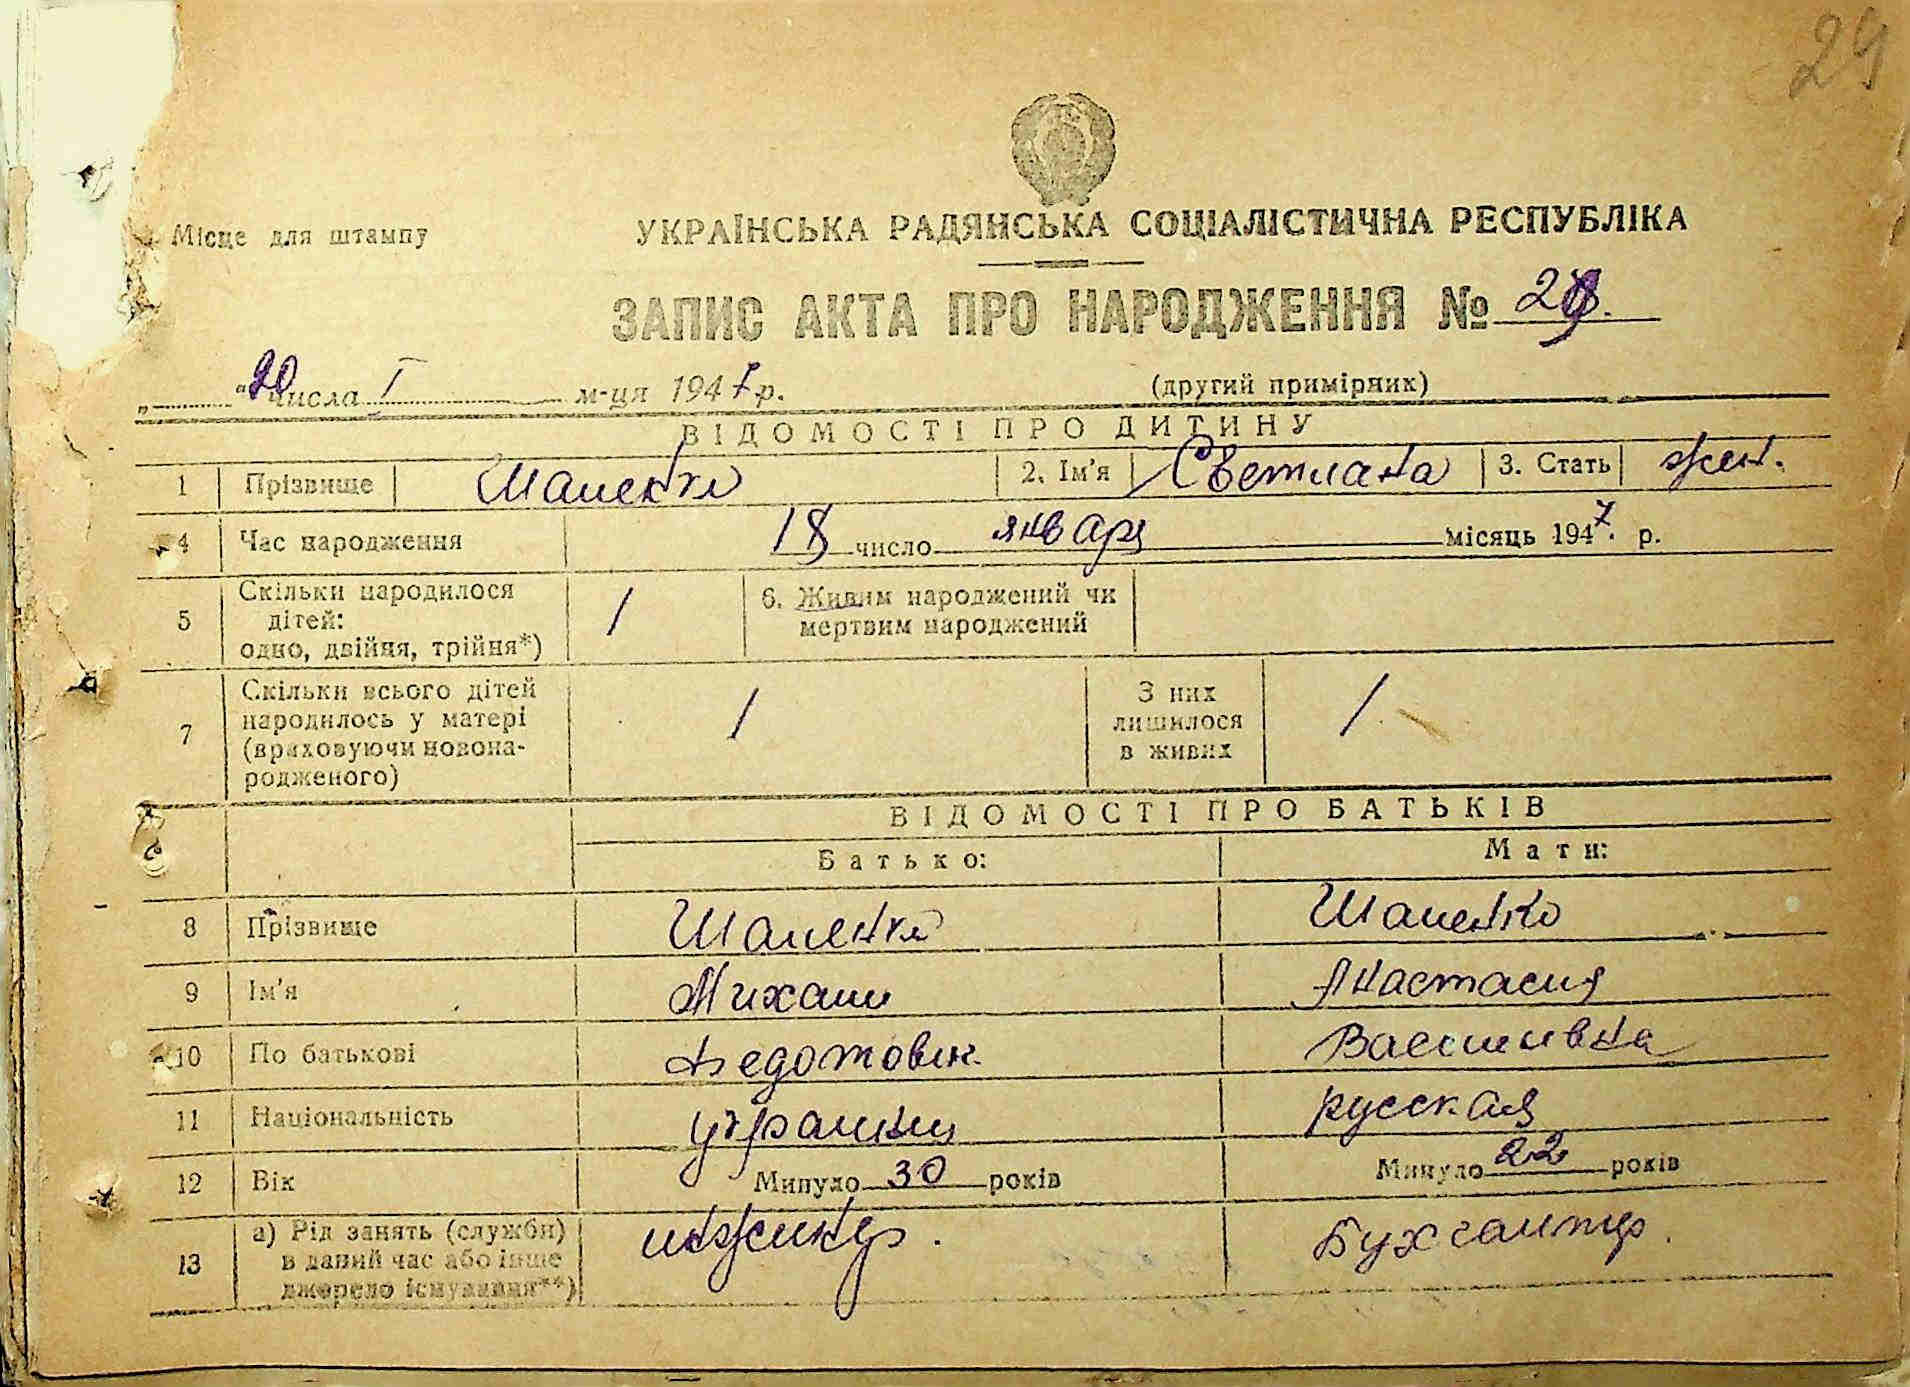 29
Місце для штампу
УКРАЇНСЬКА РАДЯНСЬКА СОЦІАЛІСТИЧНА РЕСПУБЛІКА
ЗАПИС АКТА ПРО НАРОДЖЕННЯ № 29.
„ “ 20 числа I м-ця 1947 р. (другий примірник)
ВІДОМОСТІ ПРО ДИТИНУ
1 Прізвище Шаленко 2. Ім'я Светлана 3. Стать жен.
4 Час народження 18 число января місяць 1947. р.
5 Скільки народилося дітей: одно, двійня, трійня*) 1 6. Живим народжений чи мертвим народжений
7 Скільки всього дітей народилось у матері (враховуючи новонародженого) 1 З них лишилося в живих 1
ВІДОМОСТІ ПРО БАТЬКІВ
Батько: Мати:
8 Прізвище Шаленко Шаленко
9 Ім'я Михаил Анастасия
10 По батькові Федотович Васильевна
11 Національність украинец русская
12 Вік Минуло 30 років Минуло 22 років
13 а) Рід занять (служби) в даний час або інше джерело існування**) инженер. Бухгалтер.